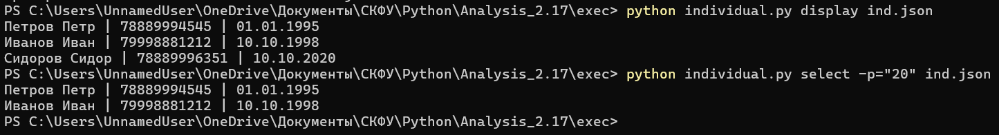 PS C:\Users\UnnamedUser\OneDrive\Документы\СКФУ\Python\Analysis_2.17\exec> python individual.py display ind.json
Петров Петр | 78889994545 | 01.01.1995
Иванов Иван | 79998881212 | 10.10.1998
Сидоров Сидор | 78889996351 | 10.10.2020
PS C:\Users\UnnamedUser\OneDrive\Документы\СКФУ\Python\Analysis_2.17\exec> python individual.py select -p="20" ind.json
Петров Петр | 78889994545 | 01.01.1995
Иванов Иван | 79998881212 | 10.10.1998
PS C:\Users\UnnamedUser\OneDrive\Документы\СКФУ\Python\Analysis_2.17\exec>